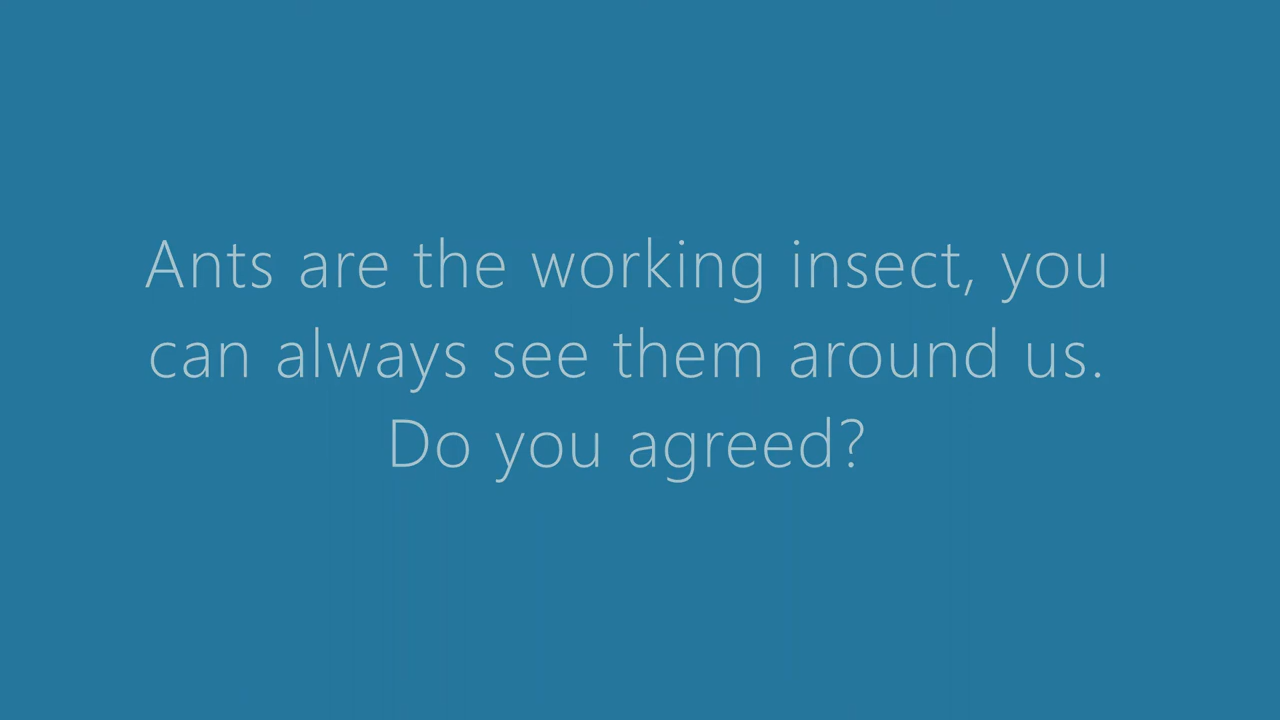 Ants are the working insect, you
can always see them around us.
Do you agreed?